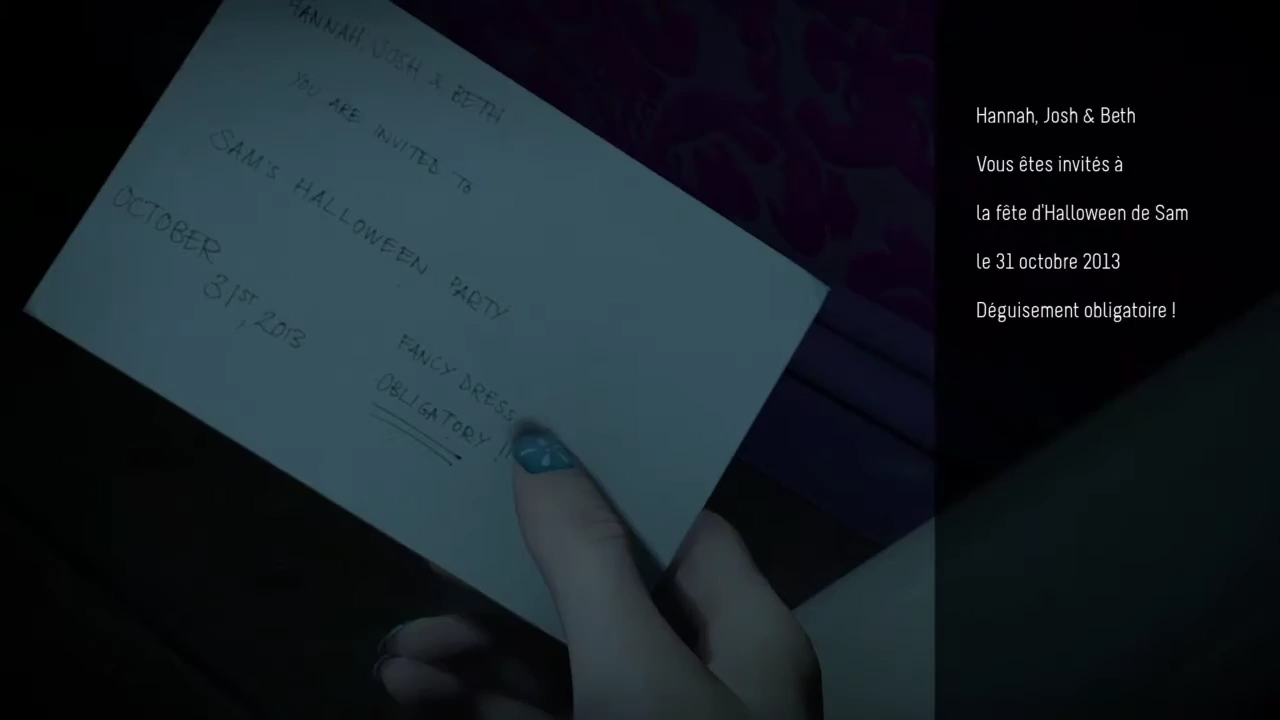 HANNAH, JOSH & BETH
YOU ARE INVITED TO
SAM'S HALLOWEEN PARTY
OCTOBER
31ST, 2013
FANCY DRESS
OBLIGATORY !!
Hannah, Josh & Beth
Vous êtes invités à
la fête d'Halloween de Sam
le 31 octobre 2013
Déguisement obligatoire !